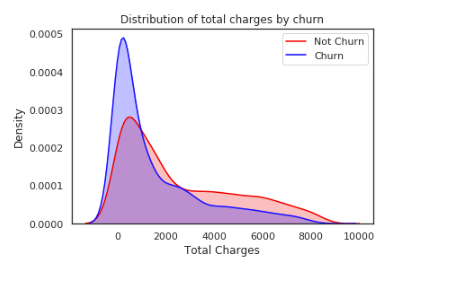 Distribution of total charges by churn
0.0005
0.0004
0.0003
0.0002
0.0001
0.0000
Density
Not Churn
Churn
0 2000 4000 6000 8000 10000
Total Charges